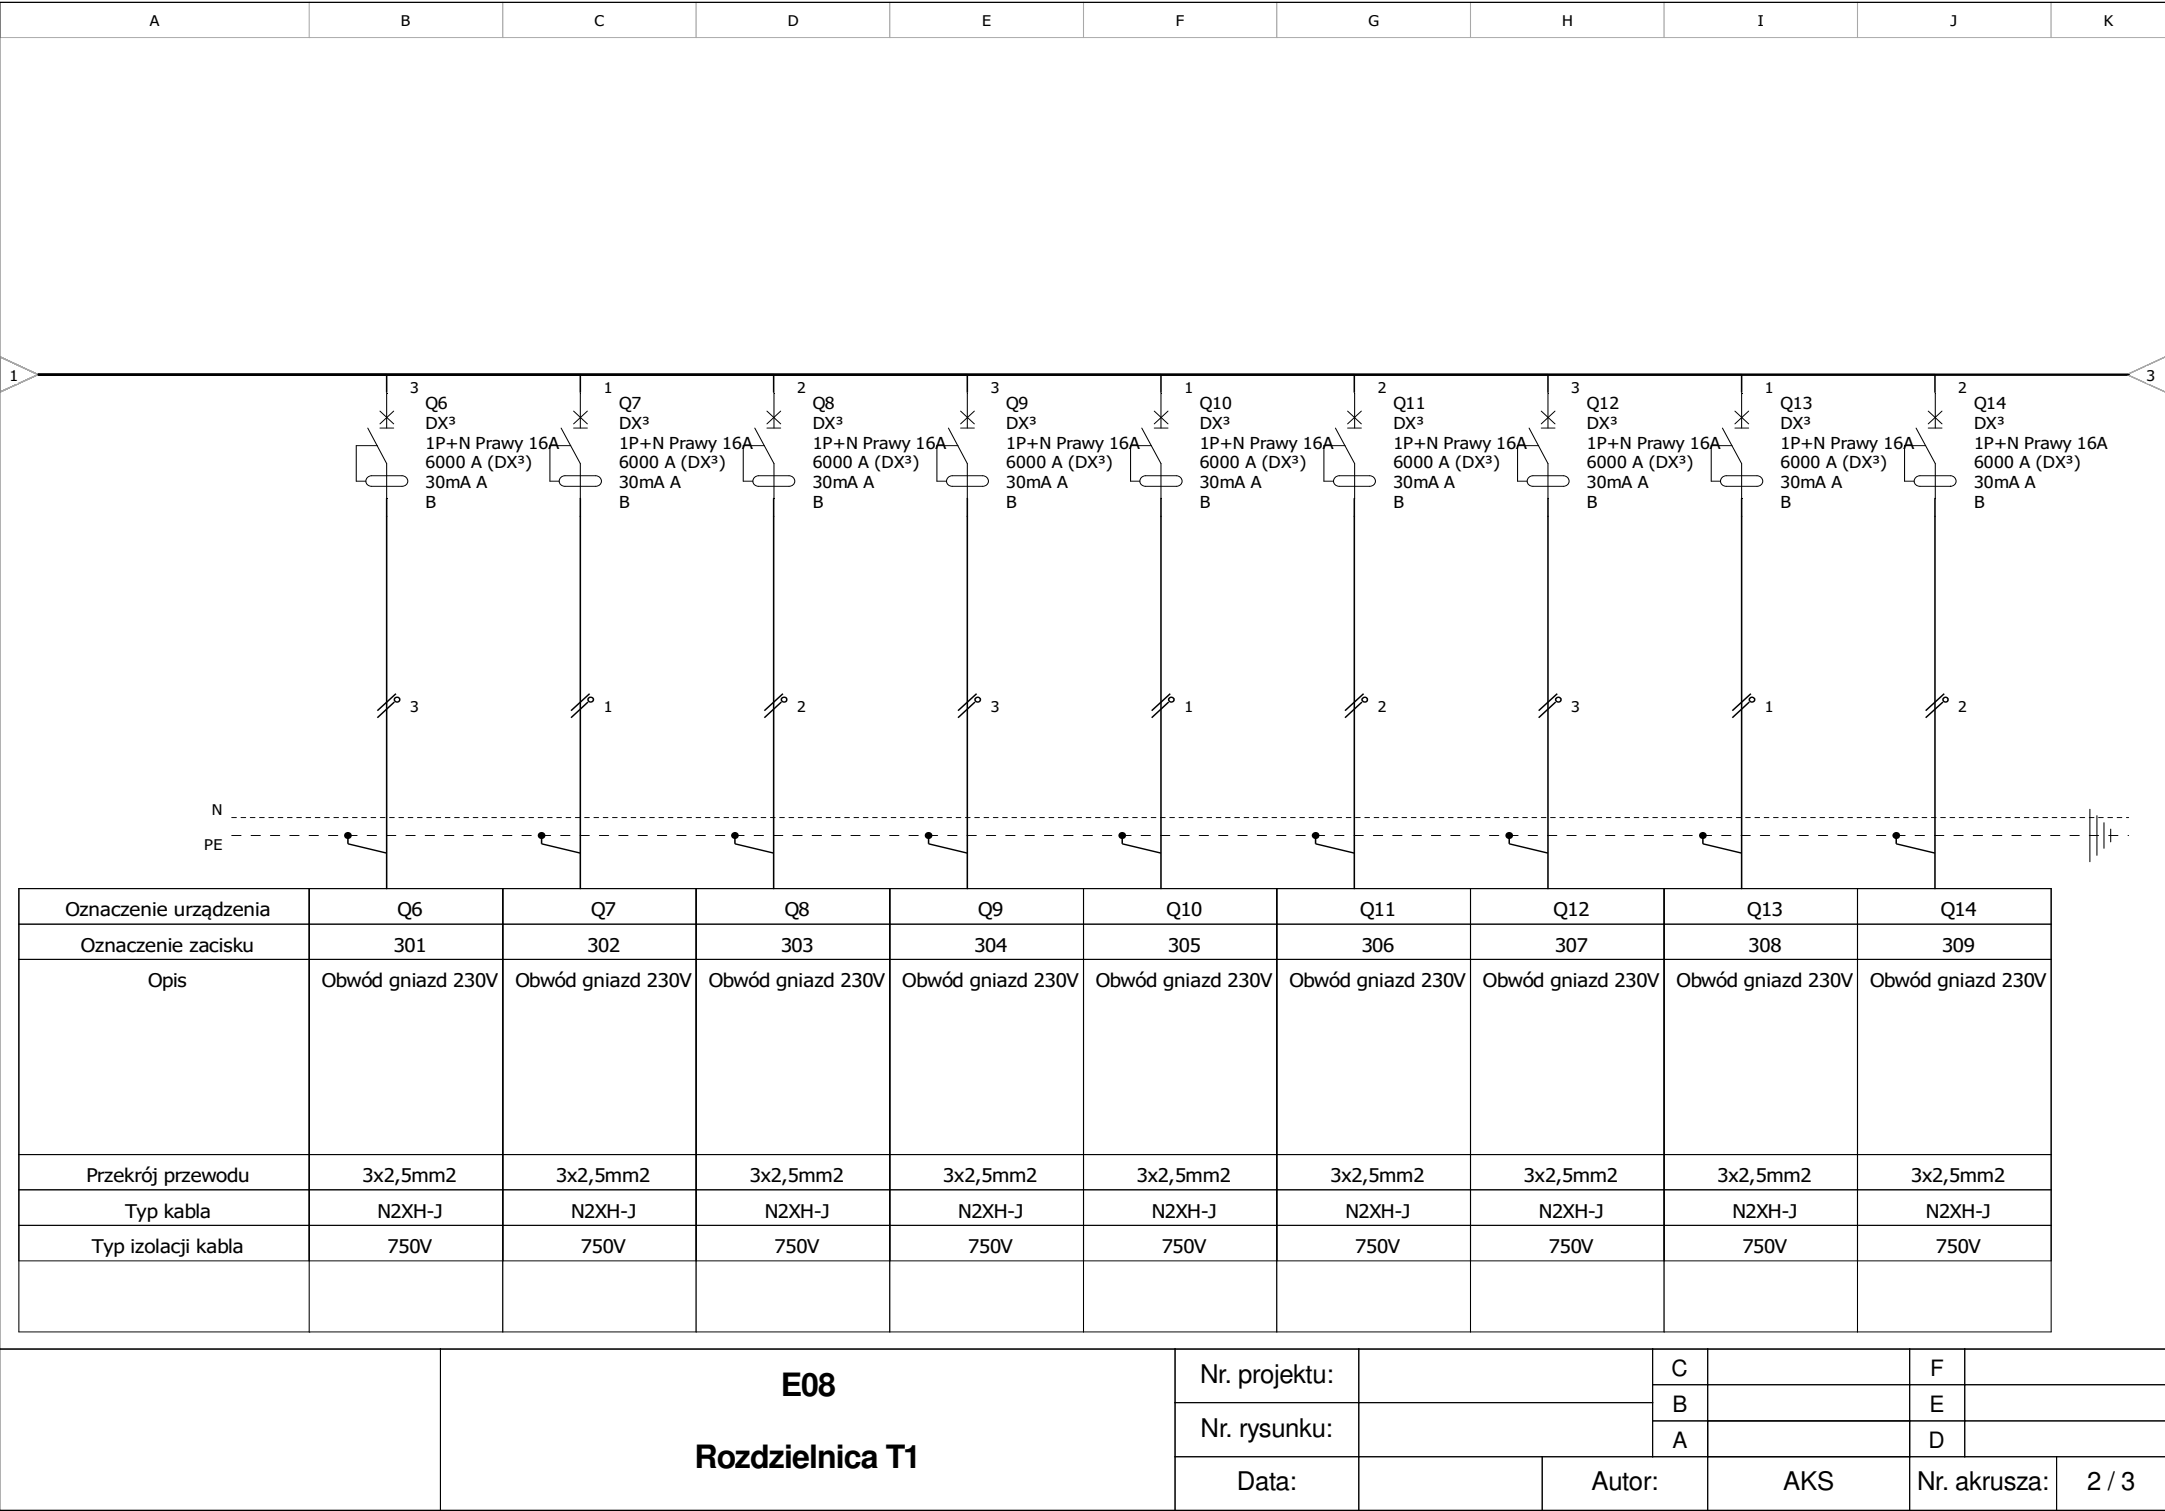 A B C D E F G H I J K
1 3
3 1 2 3 1 2 3 1 2
Q6 Q7 Q8 Q9 Q10 Q11 Q12 Q13 Q14
DX³ DX³ DX³ DX³ DX³ DX³ DX³ DX³ DX³
1P+N Prawy 16A 1P+N Prawy 16A 1P+N Prawy 16A 1P+N Prawy 16A 1P+N Prawy 16A 1P+N Prawy 16A 1P+N Prawy 16A 1P+N Prawy 16A 1P+N Prawy 16A
6000 A (DX³) 6000 A (DX³) 6000 A (DX³) 6000 A (DX³) 6000 A (DX³) 6000 A (DX³) 6000 A (DX³) 6000 A (DX³) 6000 A (DX³)
30mA A 30mA A 30mA A 30mA A 30mA A 30mA A 30mA A 30mA A 30mA A
B B B B B B B B B
3 1 2 3 1 2 3 1 2
N
PE
Oznaczenie urządzenia Q6 Q7 Q8 Q9 Q10 Q11 Q12 Q13 Q14
Oznaczenie zacisku 301 302 303 304 305 306 307 308 309
Opis Obwód gniazd 230V Obwód gniazd 230V Obwód gniazd 230V Obwód gniazd 230V Obwód gniazd 230V Obwód gniazd 230V Obwód gniazd 230V Obwód gniazd 230V Obwód gniazd 230V
Przekrój przewodu 3x2,5mm2 3x2,5mm2 3x2,5mm2 3x2,5mm2 3x2,5mm2 3x2,5mm2 3x2,5mm2 3x2,5mm2 3x2,5mm2
Typ kabla N2XH-J N2XH-J N2XH-J N2XH-J N2XH-J N2XH-J N2XH-J N2XH-J N2XH-J
Typ izolacji kabla 750V 750V 750V 750V 750V 750V 750V 750V 750V
E08
Rozdzielnica T1
Nr. projektu: C F
B E
Nr. rysunku: A D
Data: Autor: AKS Nr. akrusza: 2 / 3